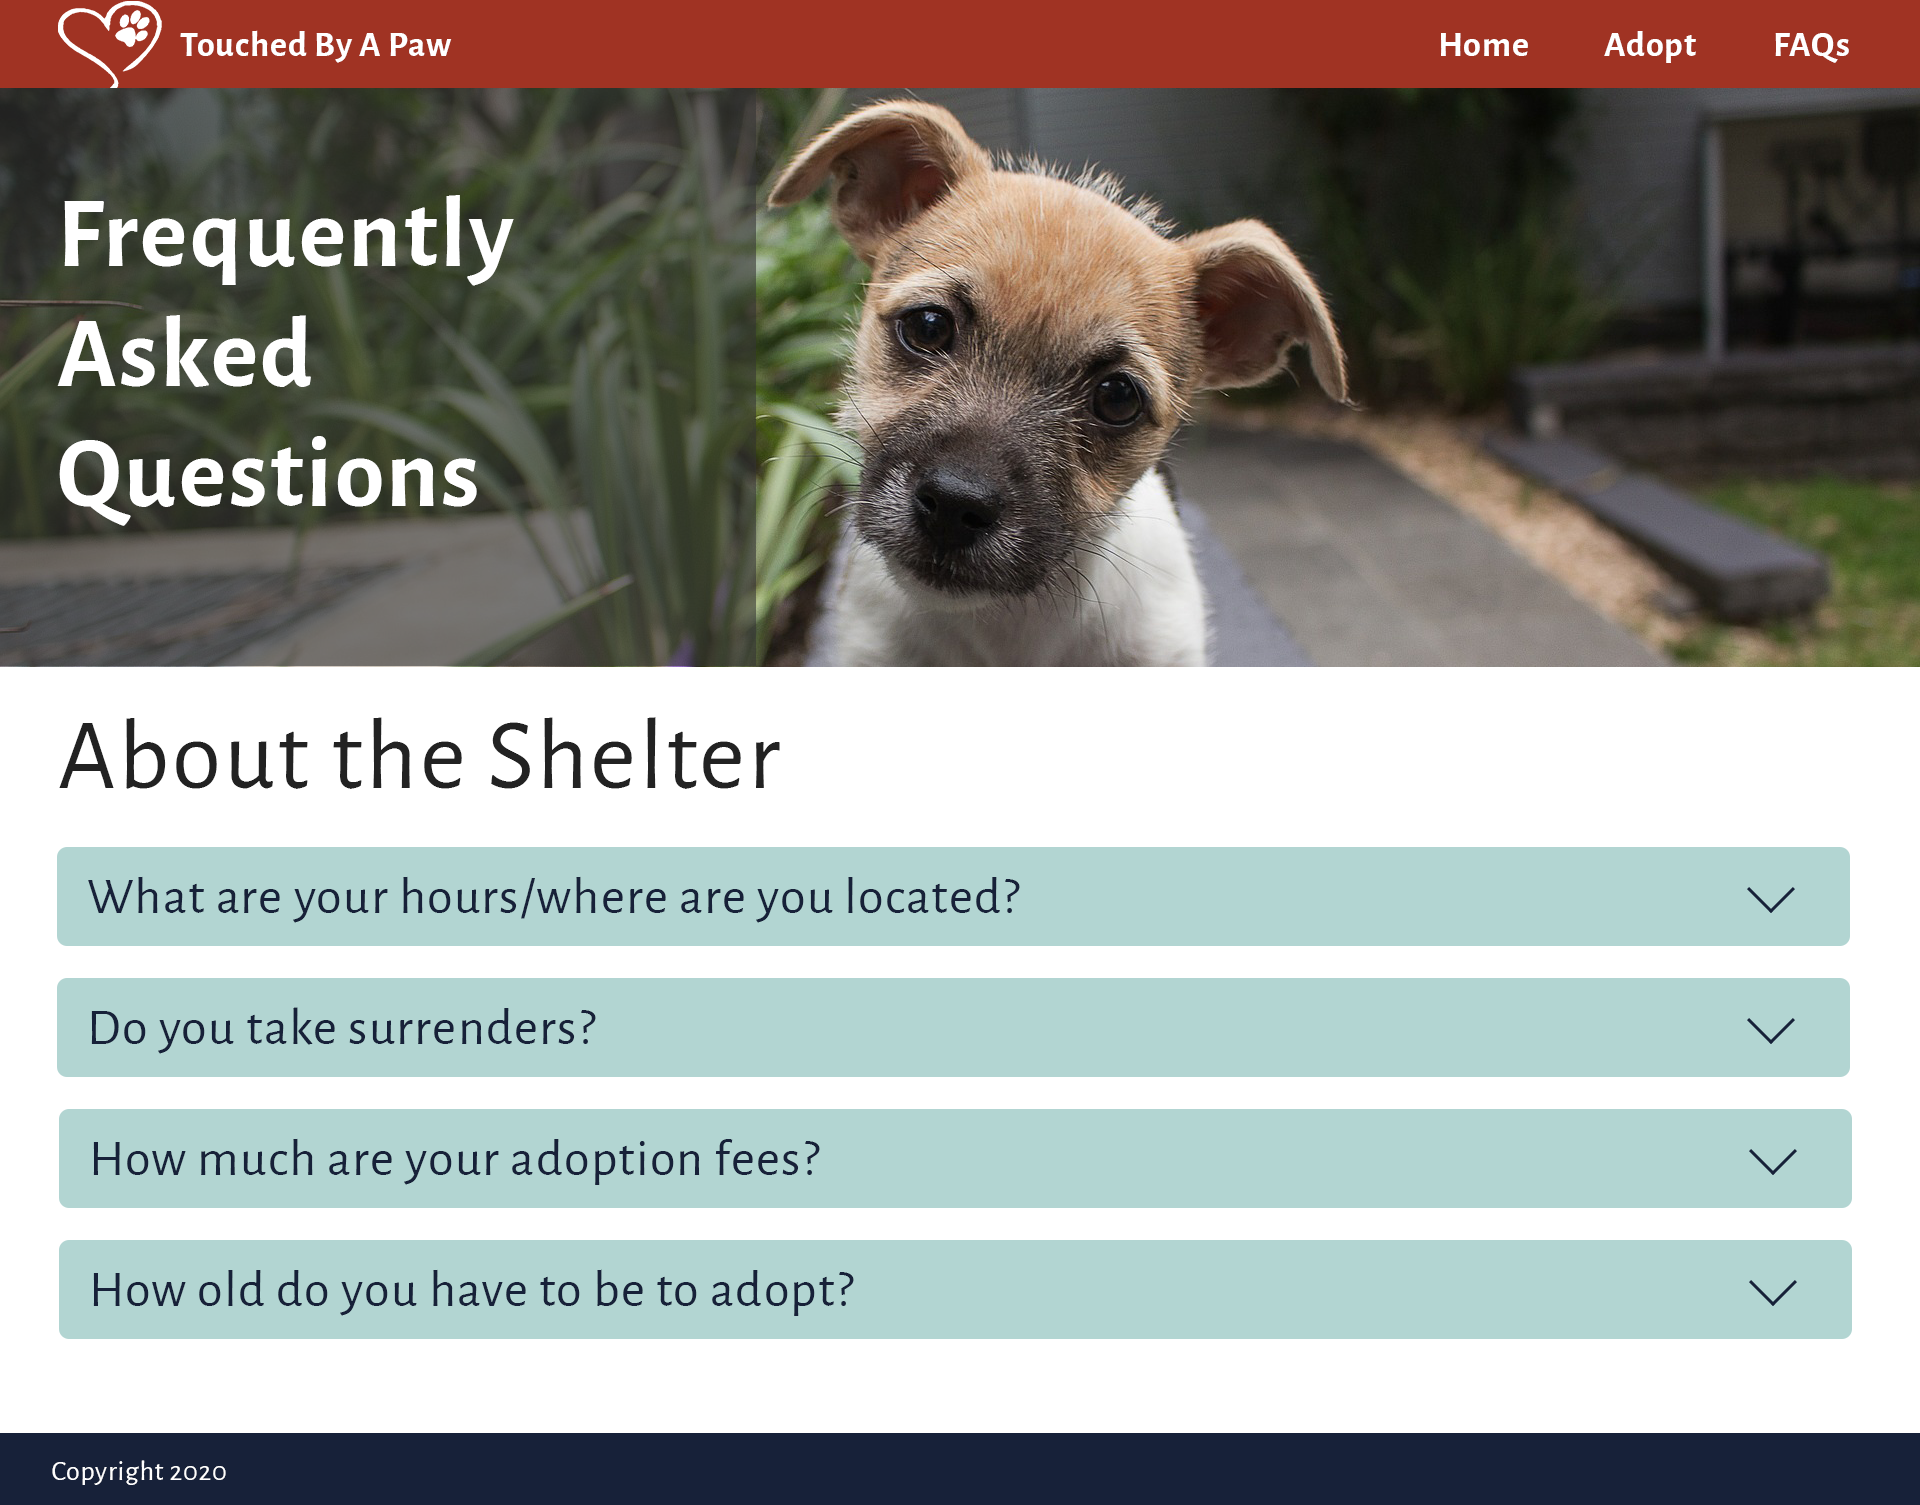 Touched By A Paw
Home
Adopt
FAQs
Frequently
Asked
Questions
About the Shelter
What are your hours/where are you located?
Do you take surrenders?
How much are your adoption fees?
How old do you have to be to adopt?
Copyright 2020